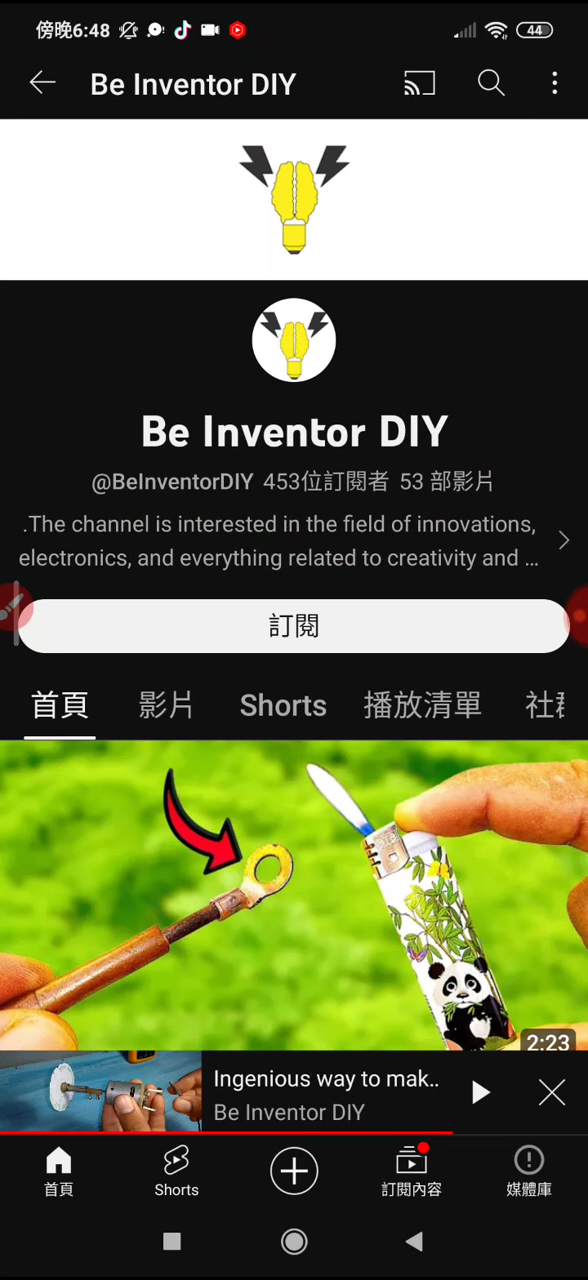 傍晚6:48
44
Be Inventor DIY
Be Inventor DIY
@BeInventorDIY 453位訂閱者 53 部影片
.The channel is interested in the field of innovations,
electronics, and everything related to creativity and ...
訂閱
首頁 影片 Shorts 播放清單 社群
2:23
Ingenious way to mak..
Be Inventor DIY
首頁 Shorts 訂閱內容 媒體庫